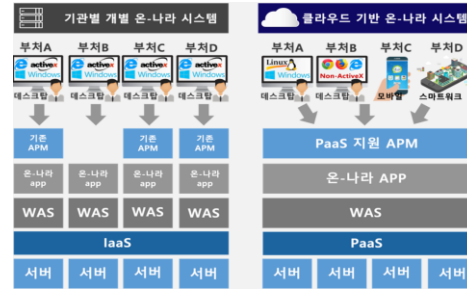 기관별 개별 온-나라 시스템
부처A 부처B 부처C 부처D
activex activex activex activex
Windows Windows Windows Windows
데스크탑 데스크탑 데스크탑 데스크탑
기존 APM 기존 APM 기존 APM
온-나라 app 온-나라 app 온-나라 app 온-나라 app
WAS WAS WAS WAS
IaaS
서버 서버 서버 서버
클라우드 기반 온-나라 시스템
부처A 부처B 부처C 부처D
Linux
Windows Non-ActiveX
데스크탑 데스크탑 모바일 스마트워크
PaaS 지원 APM
온-나라 APP
WAS
PaaS
서버 서버 서버 서버